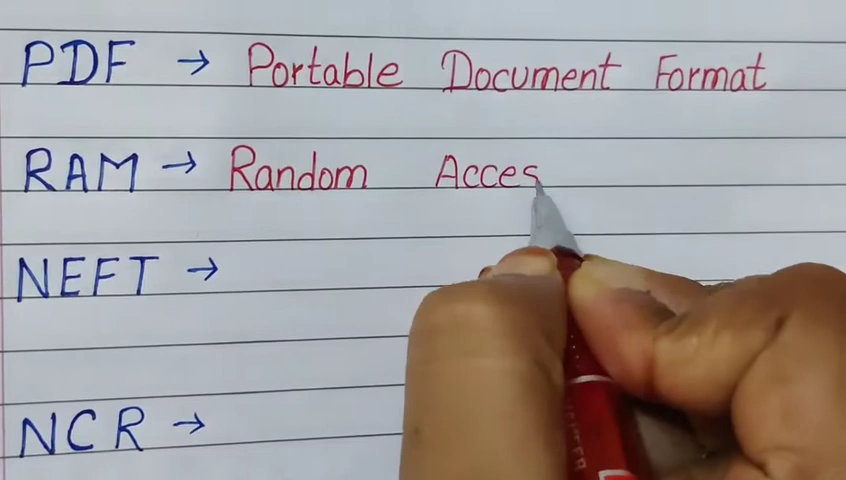 PDF → Portable Document Format
RAM → Random Acces
NEFT →
NCR →